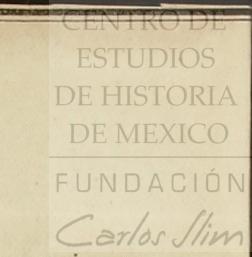 CENTRO DE
ESTUDIOS
DE HISTORIA
DE MEXICO
FUNDACIÓN
Carlos Slim